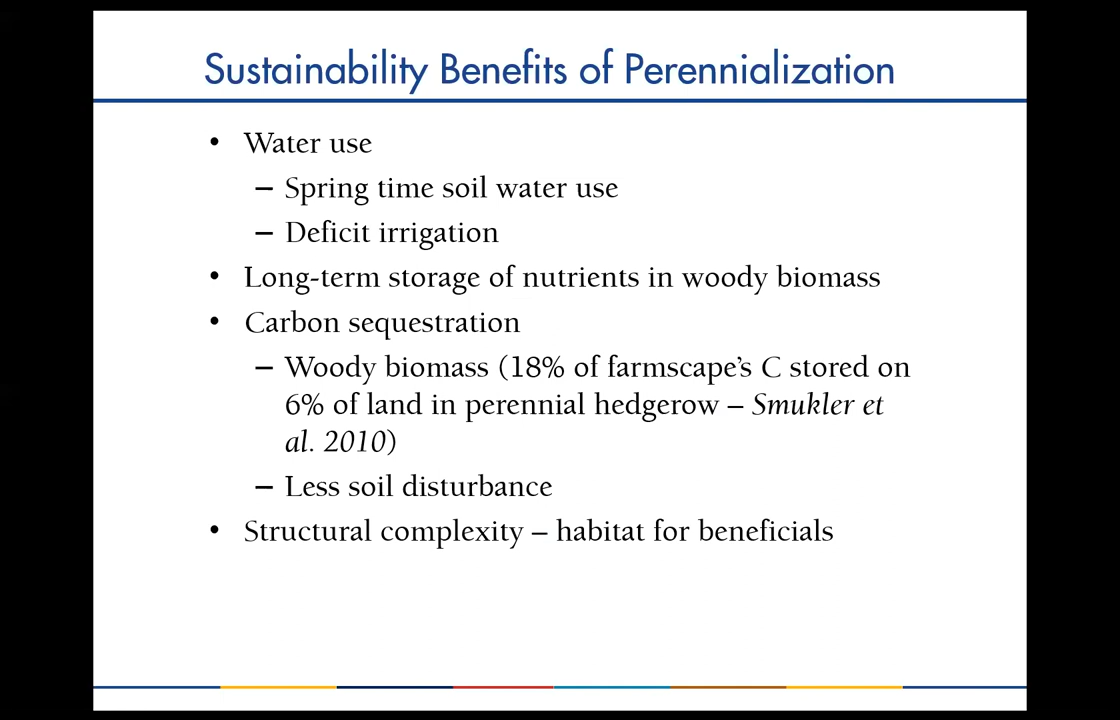 Sustainability Benefits of Perennialization
• Water use
– Spring time soil water use
– Deficit irrigation
• Long-term storage of nutrients in woody biomass
• Carbon sequestration
– Woody biomass (18% of farmscape's C stored on
6% of land in perennial hedgerow – Smukler et
al. 2010)
– Less soil disturbance
• Structural complexity – habitat for beneficials